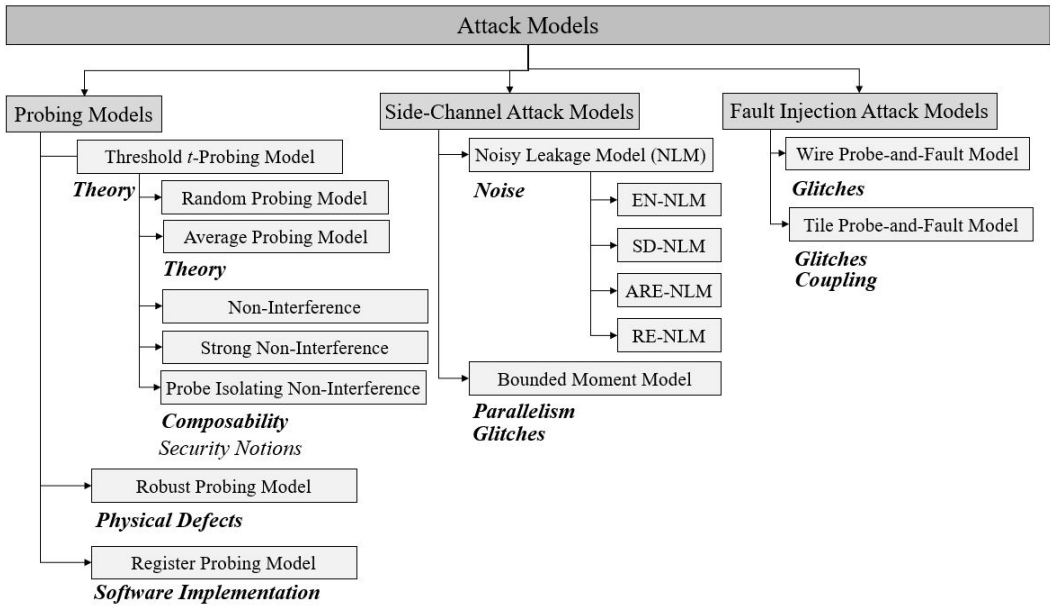 Attack Models
Probing Models
Threshold t-Probing Model
Theory
Random Probing Model
Average Probing Model
Theory
Non-Interference
Strong Non-Interference
Probe Isolating Non-Interference
Composability
Security Notions
Robust Probing Model
Physical Defects
Register Probing Model
Software Implementation
Side-Channel Attack Models
Noisy Leakage Model (NLM)
Noise
EN-NLM
SD-NLM
ARE-NLM
RE-NLM
Bounded Moment Model
Parallelism
Glitches
Fault Injection Attack Models
Wire Probe-and-Fault Model
Glitches
Tile Probe-and-Fault Model
Glitches
Coupling